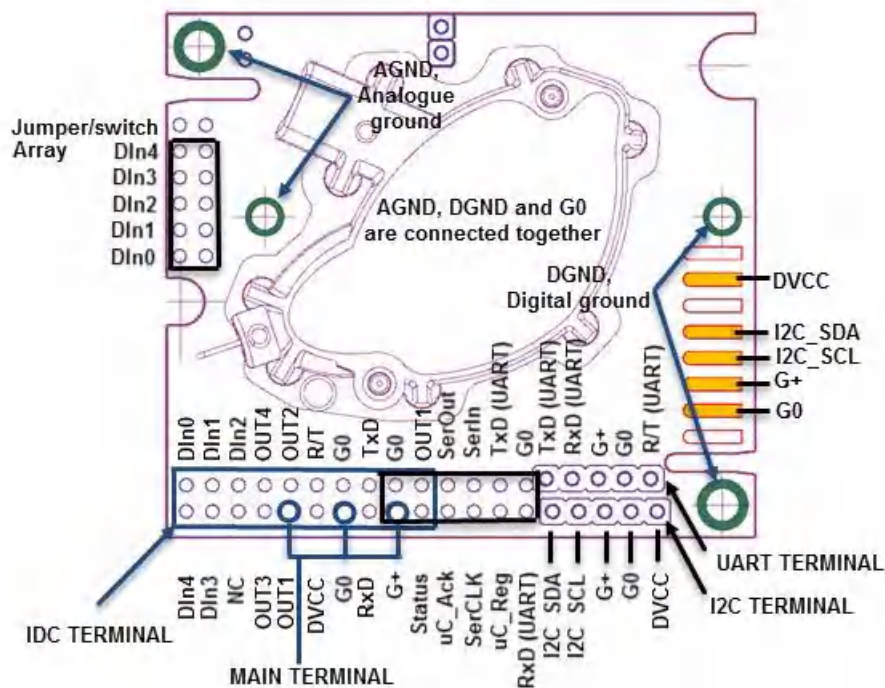 AGND,
Analogue
ground
Jumper/switch
Array
DIn4
DIn3
DIn2
DIn1
DIn0
AGND, DGND and G0
are connected together
DGND,
Digital ground
DVCC
I2C_SDA
I2C_SCL
G+
G0
DIn0
DIn1
DIn2
OUT4
OUT2
R/T
G0
TxD
G0
OUT1
SerOut
SerIn
TxD (UART)
G0
TxD (UART)
RxD (UART)
G+
G0
R/T (UART)
DIn4
DIn3
NC
OUT3
OUT1
DVCC
G0
RxD
G+
Status
uC_Ack
SerCLK
uC_Reg
RxD (UART)
I2C SDA
I2C SCL
G+
G0
DVCC
UART TERMINAL
I2C TERMINAL
IDC TERMINAL
MAIN TERMINAL